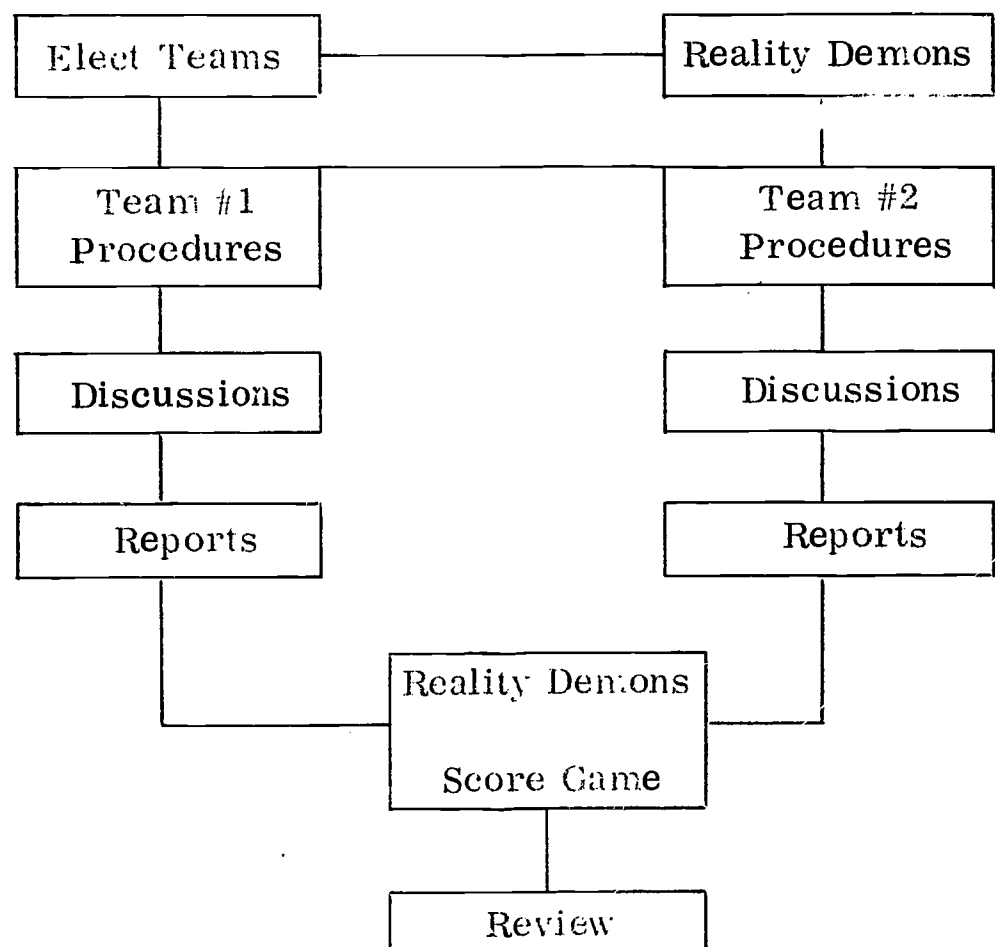 Elect Teams
Reality Demons
Team #1
Procedures
Team #2
Procedures
Discussions
Discussions
Reports
Reports
Reality Demons
Score Game
Review